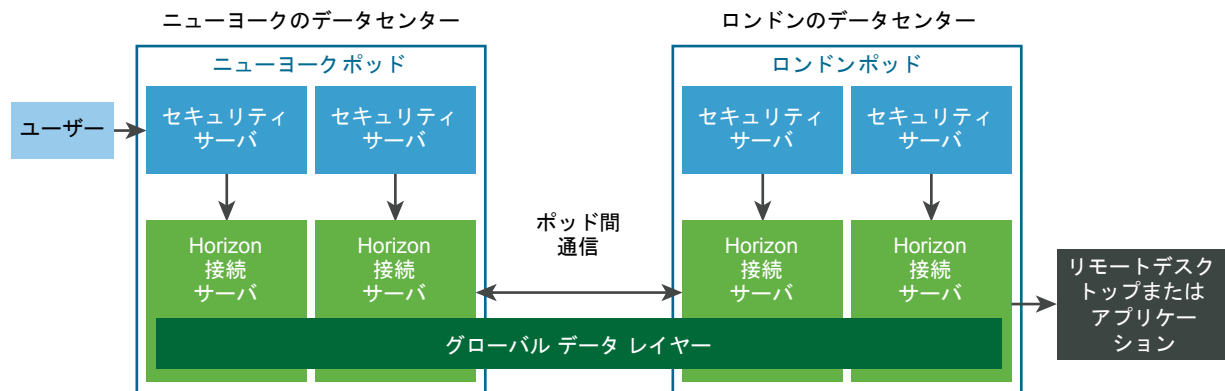 ニューヨークのデータセンター
ロンドンのデータセンター
ニューヨークポッド
ロンドンポッド
ユーザー
セキュリティ
サーバ
セキュリティ
サーバ
セキュリティ
サーバ
セキュリティ
サーバ
ポッド間
通信
Horizon
接続
サーバ
Horizon
接続
サーバ
Horizon
接続
サーバ
Horizon
接続
サーバ
リモートデスク
トップまたは
アプリケー
ション
グローバル データ レイヤー